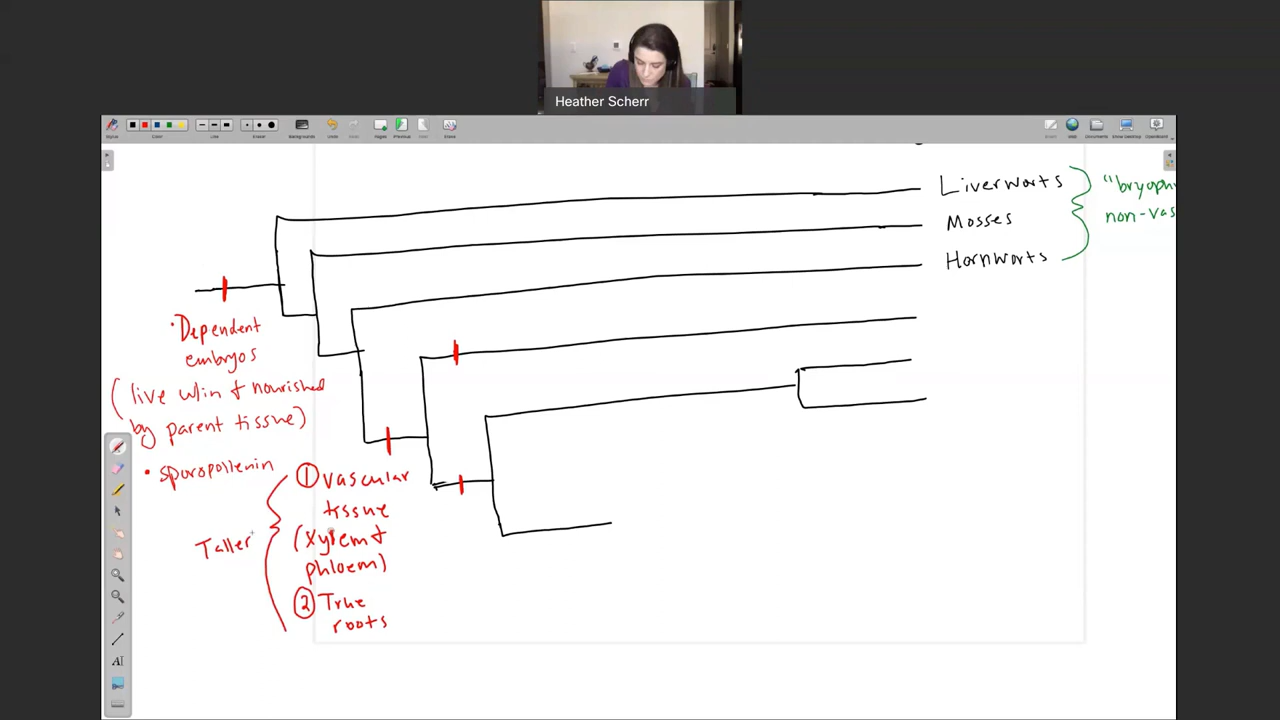 Heather Scherr
Liverworts
Mosses
Hornworts
"bryoph
non-vas
• Dependent
embryos
(live w/in & nourished
by parent tissue)
• sporopollenin
Taller
① vascular
tissue
(xylem &
phloem)
② True
roots